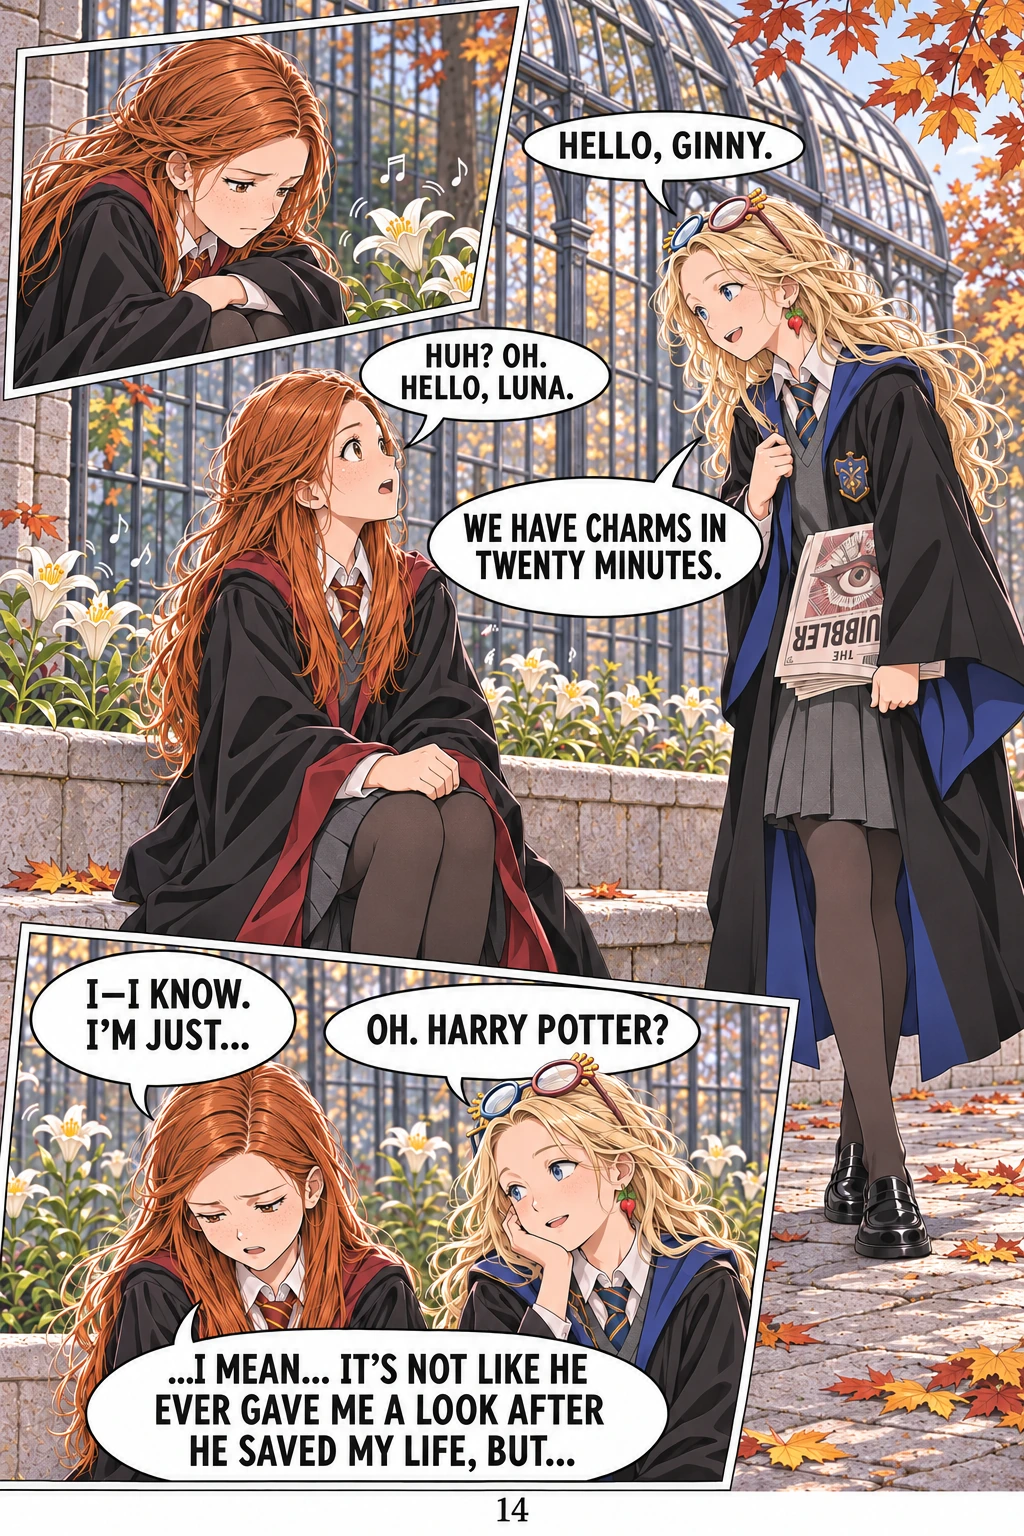 HELLO, GINNY.
HUH? OH.
HELLO, LUNA.
WE HAVE CHARMS IN
TWENTY MINUTES.
THE
UIBBLER
I–I KNOW.
I'M JUST...
OH. HARRY POTTER?
...I MEAN... IT'S NOT LIKE HE
EVER GAVE ME A LOOK AFTER
HE SAVED MY LIFE, BUT...
14